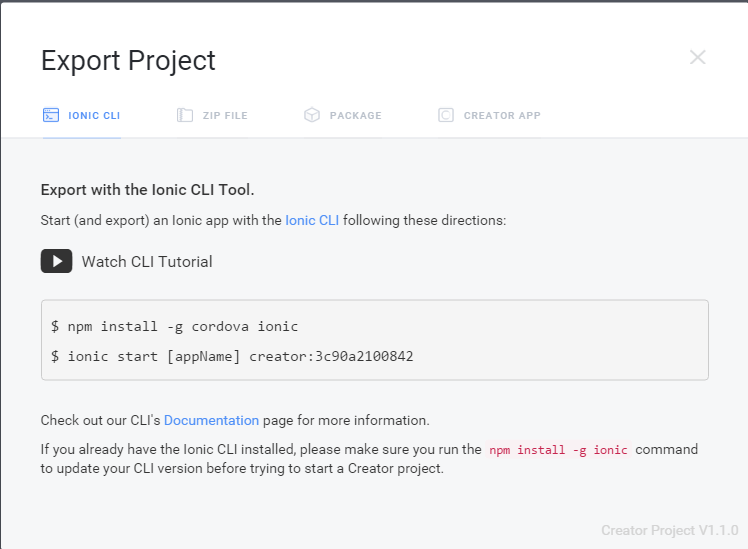 Export Project
IONIC CLI
ZIP FILE
PACKAGE
CREATOR APP
Export with the Ionic CLI Tool.
Start (and export) an Ionic app with the Ionic CLI following these directions:
Watch CLI Tutorial
$ npm install -g cordova ionic
$ ionic start [appName] creator:3c90a2100842
Check out our CLI's Documentation page for more information.
If you already have the Ionic CLI installed, please make sure you run the npm install -g ionic command
to update your CLI version before trying to start a Creator project.
Creator Project V1.1.0